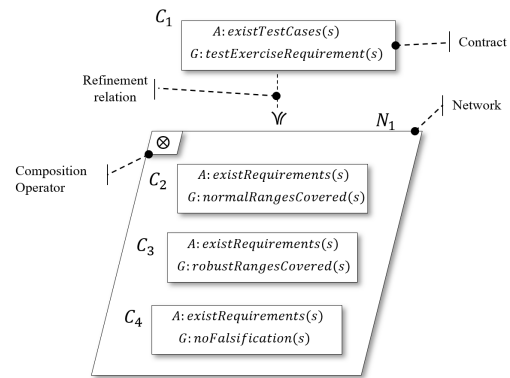 C₁
A: existTestCases(s)
G: testExerciseRequirement(s)
Contract
Refinement
relation
Network
N₁
⊗
Composition
Operator
C₂
A: existRequirements(s)
G: normalRangesCovered(s)
C₃
A: existRequirements(s)
G: robustRangesCovered(s)
C₄
A: existRequirements(s)
G: noFalsification(s)